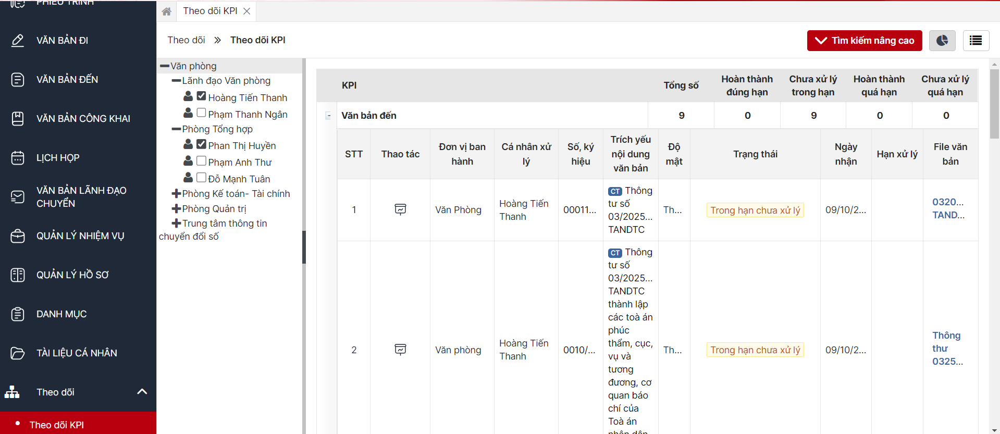 PHIẾU TRÌNH
VĂN BẢN ĐI
VĂN BẢN ĐẾN
VĂN BẢN CÔNG KHAI
LỊCH HỌP
VĂN BẢN LÃNH ĐẠO
CHUYỂN
QUẢN LÝ NHIỆM VỤ
QUẢN LÝ HỒ SƠ
DANH MỤC
TÀI LIỆU CÁ NHÂN
Theo dõi
Theo dõi KPI
Theo dõi KPI
Theo dõi » Theo dõi KPI
Tìm kiếm nâng cao
Văn phòng
Lãnh đạo Văn phòng
Hoàng Tiến Thanh
Phạm Thanh Ngân
Phòng Tổng hợp
Phan Thị Huyền
Phạm Anh Thư
Đỗ Mạnh Tuân
Phòng Kế toán- Tài chính
Phòng Quản trị
Trung tâm thông tin
chuyển đổi số
KPI
Tổng số
Hoàn thành
đúng hạn
Chưa xử lý
trong hạn
Hoàn thành
quá hạn
Chưa xử lý
quá hạn
Văn bản đến 9 0 9 0 0
STT
Thao tác
Đơn vị ban
hành
Cá nhân xử
lý
Số, ký
hiệu
Trích yếu
nội dung
văn bản
Độ
mật
Trạng thái
Ngày
nhận
Hạn xử lý
File văn
bản
1
Văn Phòng
Hoàng Tiến
Thanh
00011...
CT Thông
tư số
03/2025...
TANDTC
Th...
Trong hạn chưa xử lý
09/10/2...
0320...
TAND...
2
Văn phòng
Hoàng Tiến
Thanh
0010/...
CT Thông
tư số
03/2025...
TANDTC
thành lập
các toà án
phúc
thẩm, cục,
vụ và
tương
đương, cơ
quan báo
chí của
Toà án
nhân dân
Th...
Trong hạn chưa xử lý
09/10/2...
Thông
thư
0325...